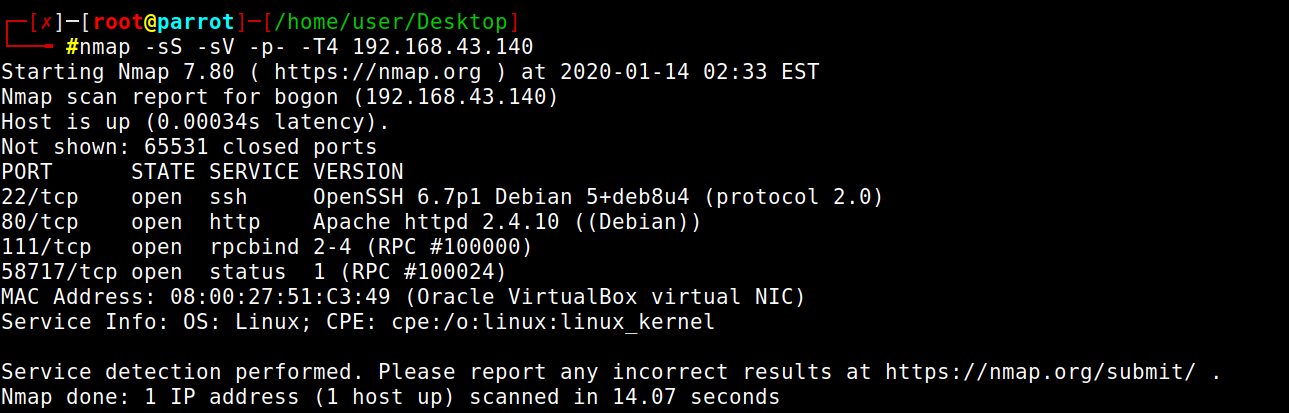 ┌─[✗]─[root@parrot]─[/home/user/Desktop]
└──╼ #nmap -sS -sV -p- -T4 192.168.43.140
Starting Nmap 7.80 ( https://nmap.org ) at 2020-01-14 02:33 EST
Nmap scan report for bogon (192.168.43.140)
Host is up (0.00034s latency).
Not shown: 65531 closed ports
PORT      STATE SERVICE VERSION
22/tcp    open  ssh     OpenSSH 6.7p1 Debian 5+deb8u4 (protocol 2.0)
80/tcp    open  http    Apache httpd 2.4.10 ((Debian))
111/tcp   open  rpcbind 2-4 (RPC #100000)
58717/tcp open  status  1 (RPC #100024)
MAC Address: 08:00:27:51:C3:49 (Oracle VirtualBox virtual NIC)
Service Info: OS: Linux; CPE: cpe:/o:linux:linux_kernel

Service detection performed. Please report any incorrect results at https://nmap.org/submit/ .
Nmap done: 1 IP address (1 host up) scanned in 14.07 seconds